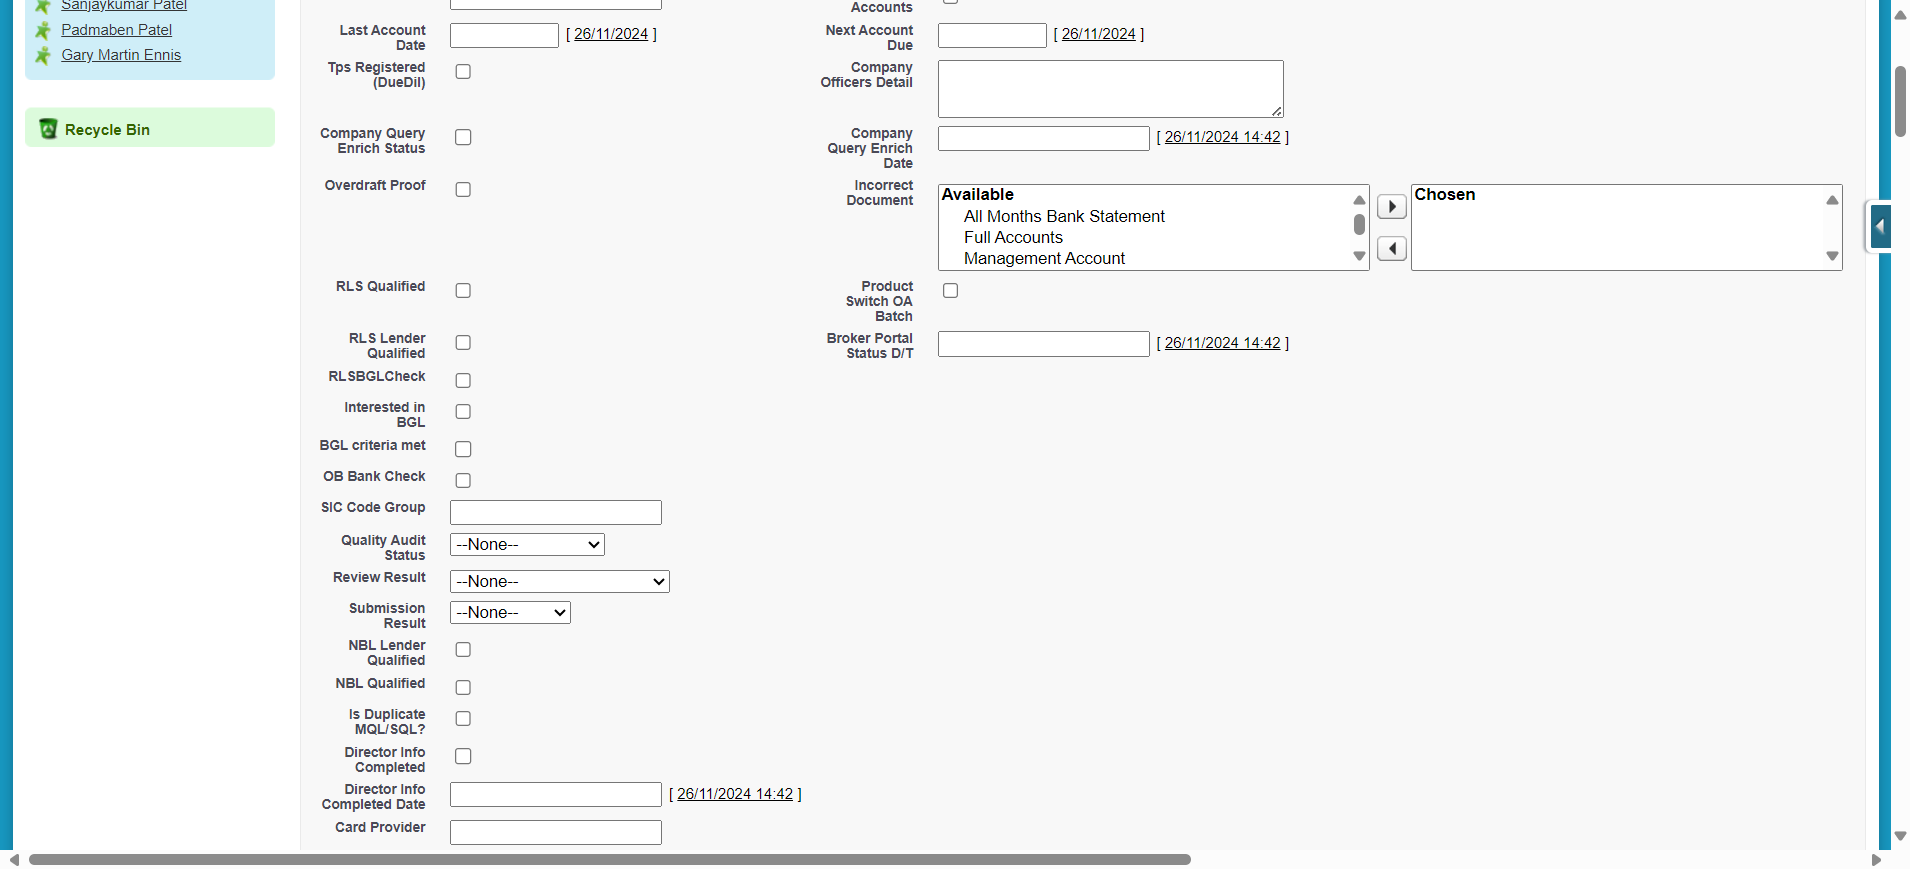 Sanjaykumar Patel
Padmaben Patel
Gary Martin Ennis
Recycle Bin
Accounts
Last Account
Date
[ 26/11/2024 ]
Next Account
Due
[ 26/11/2024 ]
Tps Registered
(DueDil)
Company
Officers Detail
Company Query
Enrich Status
Company
Query Enrich
Date
[ 26/11/2024 14:42 ]
Overdraft Proof
Incorrect
Document
Available
All Months Bank Statement
Full Accounts
Management Account
Chosen
RLS Qualified
Product
Switch OA
Batch
RLS Lender
Qualified
Broker Portal
Status D/T
[ 26/11/2024 14:42 ]
RLSBGLCheck
Interested in
BGL
BGL criteria met
OB Bank Check
SIC Code Group
Quality Audit
Status
--None--
Review Result
--None--
Submission
Result
--None--
NBL Lender
Qualified
NBL Qualified
Is Duplicate
MQL/SQL?
Director Info
Completed
Director Info
Completed Date
[ 26/11/2024 14:42 ]
Card Provider